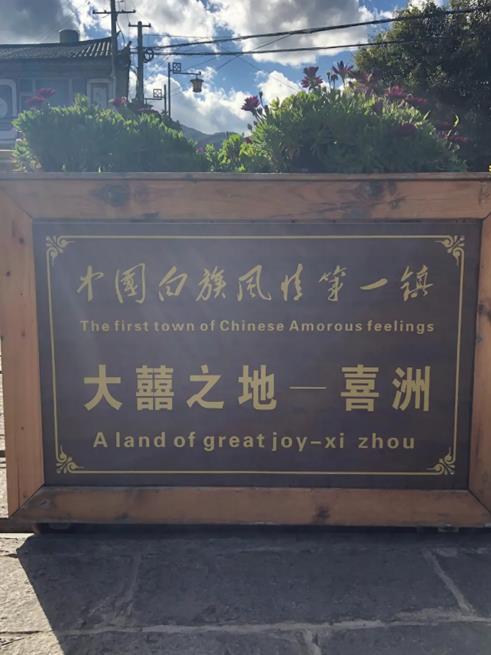 中国白族风情第一镇
The first town of Chinese Amorous feelings
大囍之地—喜洲
A land of great joy-xi zhou